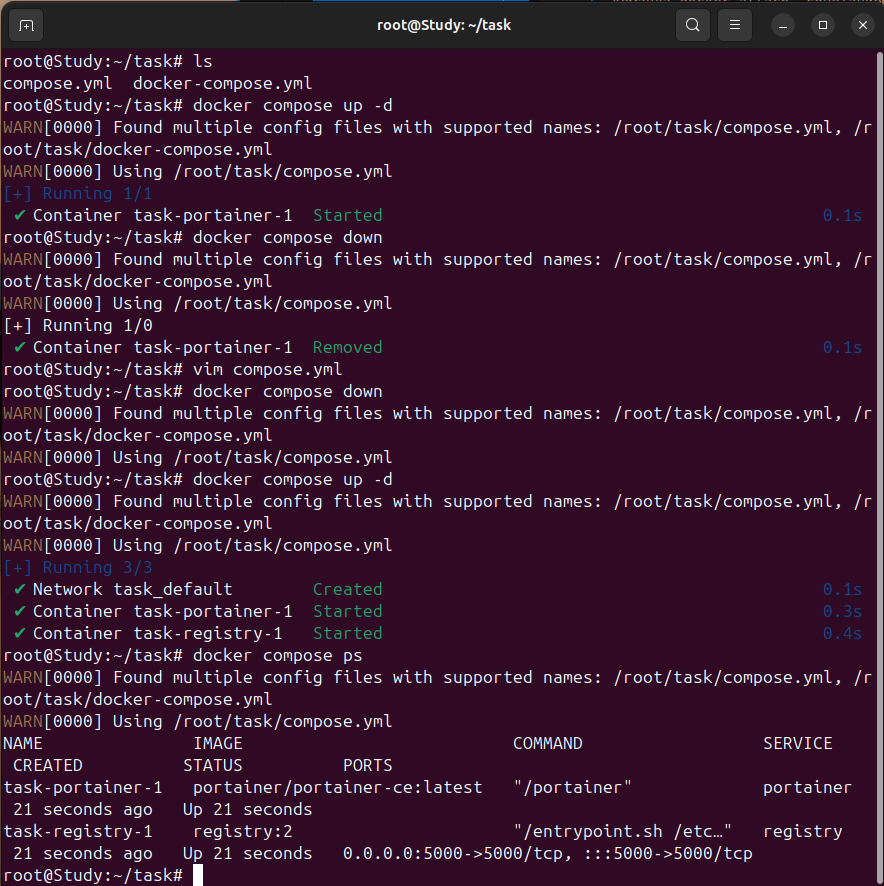 root@Study: ~/task
root@Study:~/task# ls
compose.yml  docker-compose.yml
root@Study:~/task# docker compose up -d
WARN[0000] Found multiple config files with supported names: /root/task/compose.yml, /r
oot/task/docker-compose.yml
WARN[0000] Using /root/task/compose.yml
[+] Running 1/1
 ✔ Container task-portainer-1  Started                                             0.1s
root@Study:~/task# docker compose down
WARN[0000] Found multiple config files with supported names: /root/task/compose.yml, /r
oot/task/docker-compose.yml
WARN[0000] Using /root/task/compose.yml
[+] Running 1/0
 ✔ Container task-portainer-1  Removed                                             0.1s
root@Study:~/task# vim compose.yml
root@Study:~/task# docker compose down
WARN[0000] Found multiple config files with supported names: /root/task/compose.yml, /r
oot/task/docker-compose.yml
WARN[0000] Using /root/task/compose.yml
root@Study:~/task# docker compose up -d
WARN[0000] Found multiple config files with supported names: /root/task/compose.yml, /r
oot/task/docker-compose.yml
WARN[0000] Using /root/task/compose.yml
[+] Running 3/3
 ✔ Network task_default        Created                                             0.1s
 ✔ Container task-portainer-1  Started                                             0.3s
 ✔ Container task-registry-1   Started                                             0.4s
root@Study:~/task# docker compose ps
WARN[0000] Found multiple config files with supported names: /root/task/compose.yml, /r
oot/task/docker-compose.yml
WARN[0000] Using /root/task/compose.yml
NAME               IMAGE                           COMMAND                  SERVICE
 CREATED          STATUS          PORTS
task-portainer-1   portainer/portainer-ce:latest   "/portainer"             portainer
 21 seconds ago   Up 21 seconds
task-registry-1    registry:2                      "/entrypoint.sh /etc…"   registry
 21 seconds ago   Up 21 seconds   0.0.0.0:5000->5000/tcp, :::5000->5000/tcp
root@Study:~/task#